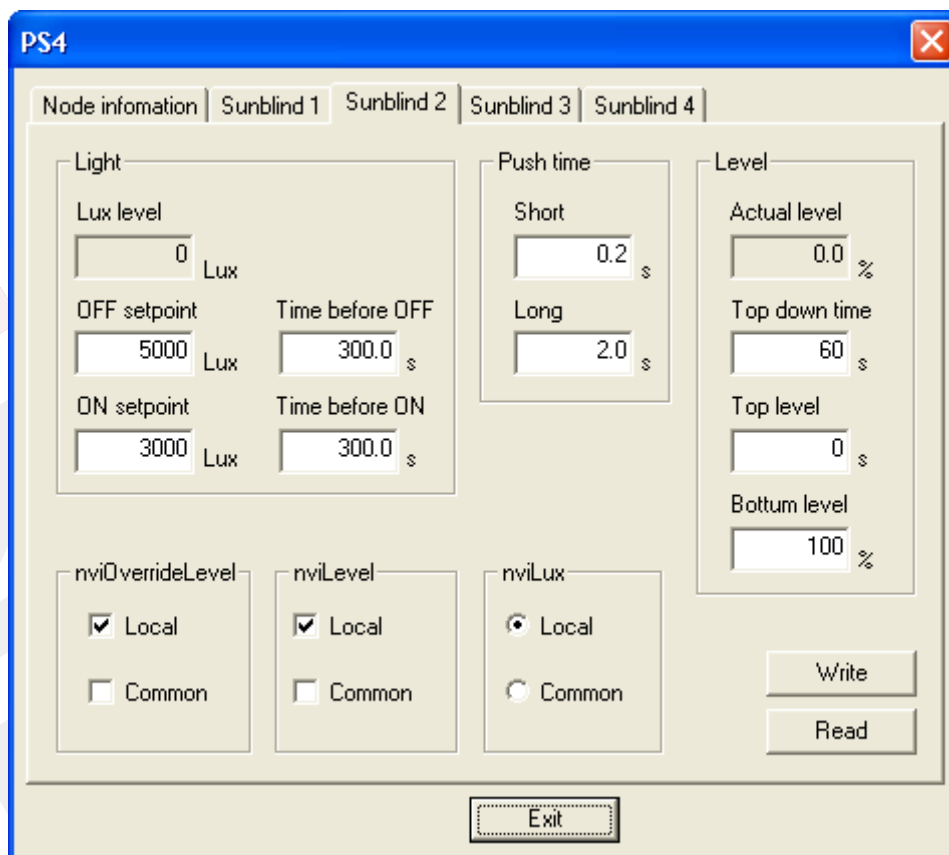 PS4
Node infomation Sunblind 1 Sunblind 2 Sunblind 3 Sunblind 4
Light
Lux level
0 Lux
OFF setpoint Time before OFF
5000 Lux 300.0 s
ON setpoint Time before ON
3000 Lux 300.0 s
Push time
Short
0.2 s
Long
2.0 s
Level
Actual level
0.0 %
Top down time
60 s
Top level
0 s
Bottum level
100 %
nviOverrideLevel
Local
Common
nviLevel
Local
Common
nviLux
Local
Common
Write
Read
Exit